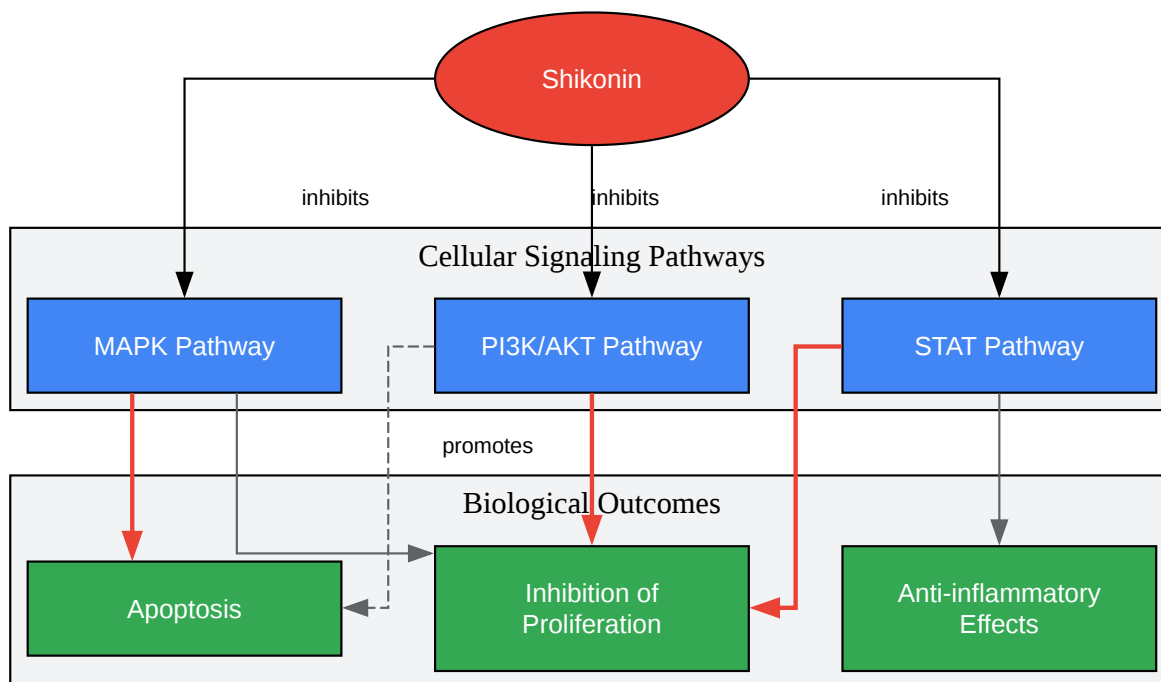 Shikonin
inhibits
inhibits
inhibits
Cellular Signaling Pathways
MAPK Pathway
PI3K/AKT Pathway
STAT Pathway
promotes
Biological Outcomes
Apoptosis
Inhibition of
Proliferation
Anti-inflammatory
Effects